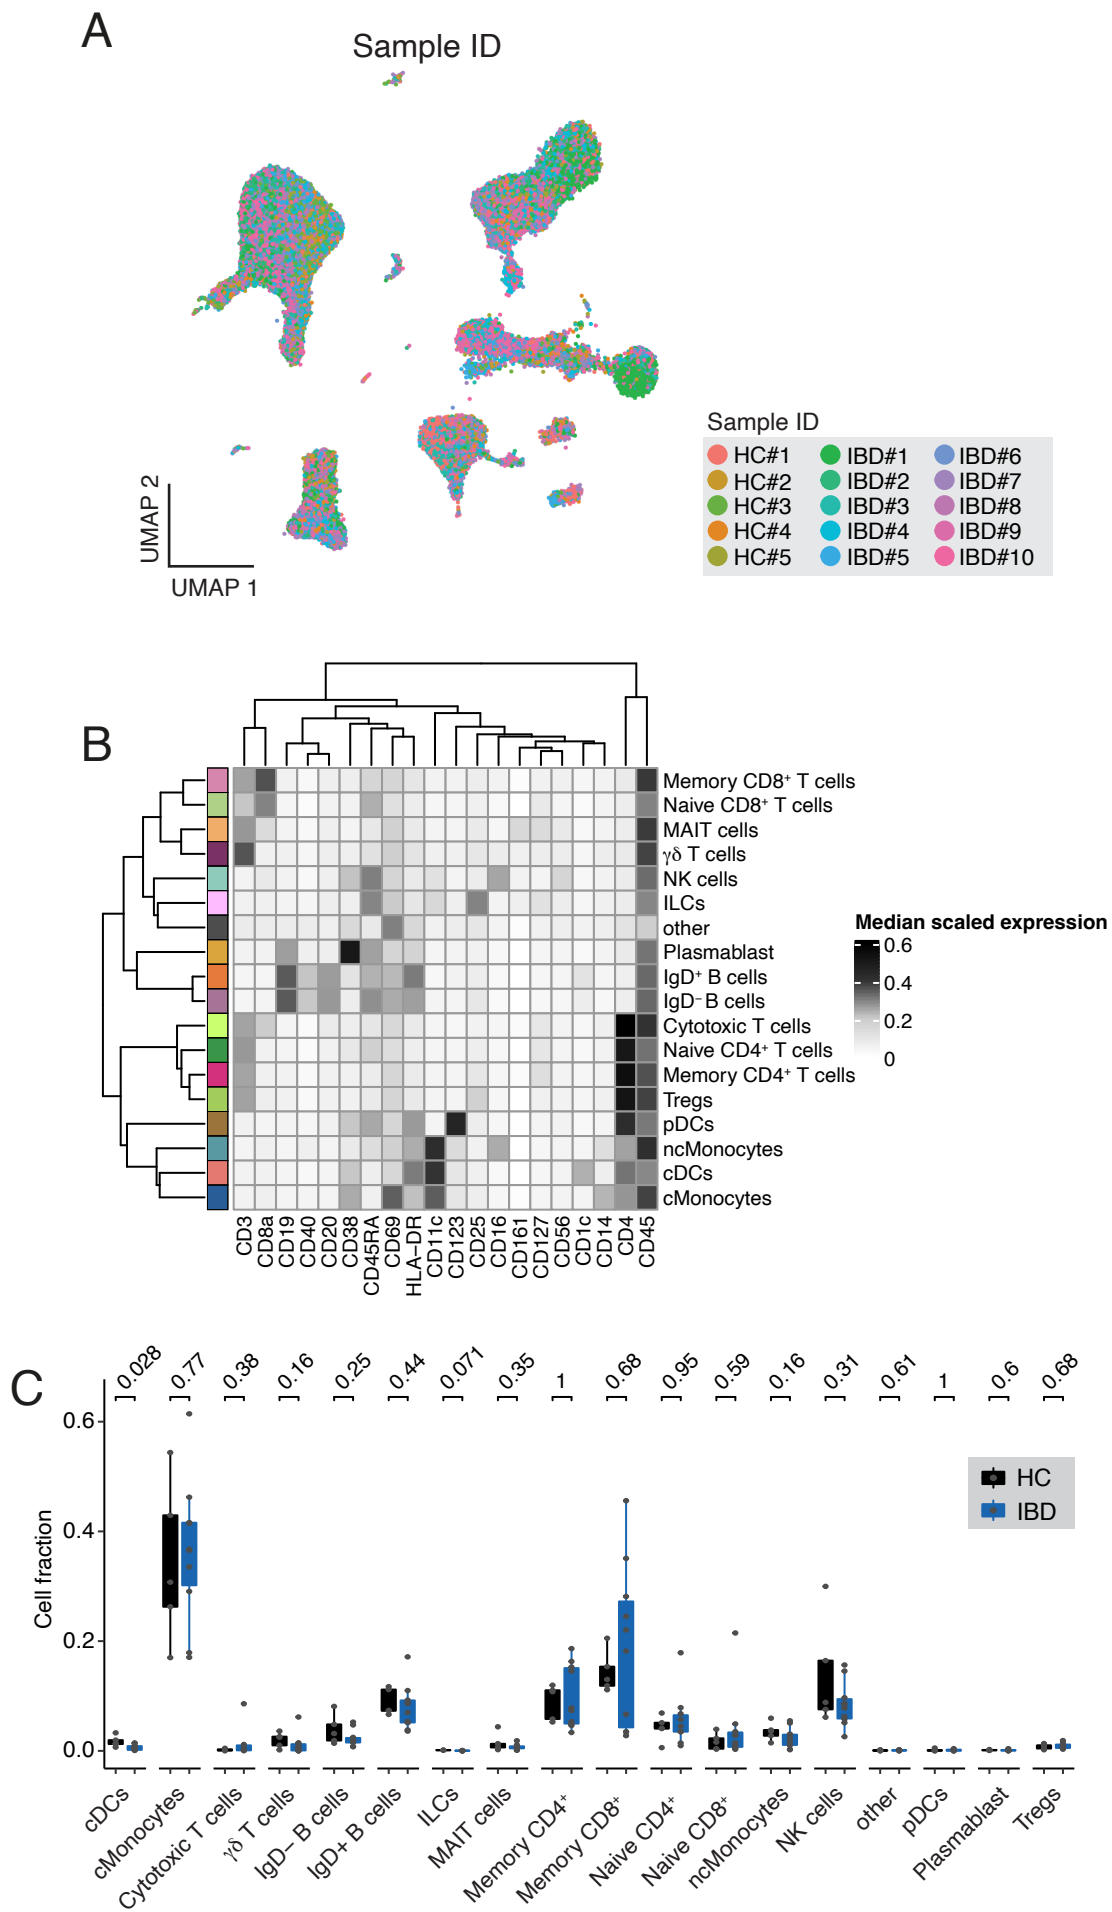 A
Sample ID
UMAP 2
UMAP 1
Sample ID
HC#1 IBD#1 IBD#6
HC#2 IBD#2 IBD#7
HC#3 IBD#3 IBD#8
HC#4 IBD#4 IBD#9
HC#5 IBD#5 IBD#10
B
Memory CD8⁺ T cells
Naive CD8⁺ T cells
MAIT cells
γδ T cells
NK cells
ILCs
other
Plasmablast
IgD⁺ B cells
IgD⁻ B cells
Cytotoxic T cells
Naive CD4⁺ T cells
Memory CD4⁺ T cells
Tregs
pDCs
ncMonocytes
cDCs
cMonocytes
Median scaled expression
0.6
0.4
0.2
0
CD3 CD8a CD19 CD40 CD20 CD38 CD45RA CD69 HLA–DR CD11c CD123 CD25 CD16 CD161 CD127 CD56 CD1c CD14 CD4 CD45
C
0.028 0.77 0.38 0.16 0.25 0.44 0.071 0.35 1 0.68 0.95 0.59 0.16 0.31 0.61 1 0.6 0.68
Cell fraction
0.6
0.4
0.2
0.0
HC
IBD
cDCs cMonocytes Cytotoxic T cells γδ T cells IgD− B cells IgD+ B cells ILCs MAIT cells Memory CD4⁺ Memory CD8⁺ Naive CD4⁺ Naive CD8⁺ ncMonocytes NK cells other pDCs Plasmablast Tregs